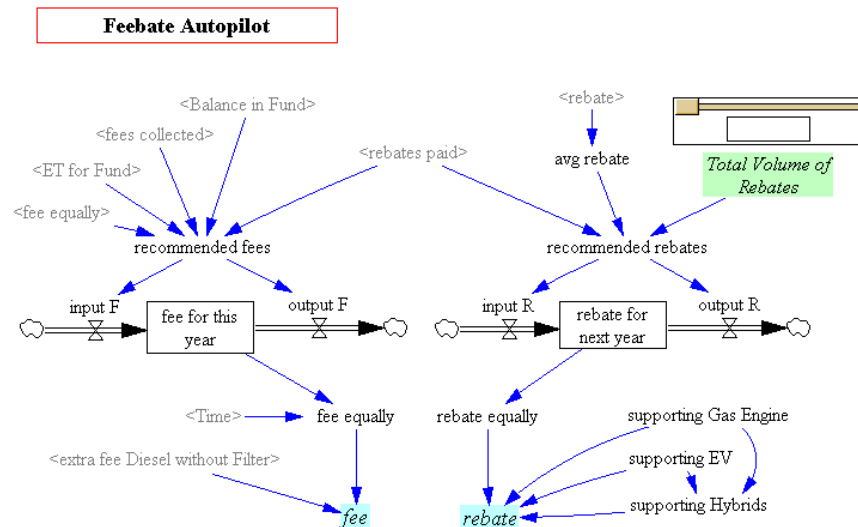 Feebate Autopilot
<Balance in Fund>
<rebate>
<fees collected>
<rebates paid>
avg rebate
Total Volume of
Rebates
<ET for Fund>
<fee equally>
recommended fees
recommended rebates
input F
output F
input R
output R
fee for this
year
rebate for
next year
<Time>
fee equally
rebate equally
supporting Gas Engine
<extra fee Diesel without Filter>
supporting EV
supporting Hybrids
fee
rebate